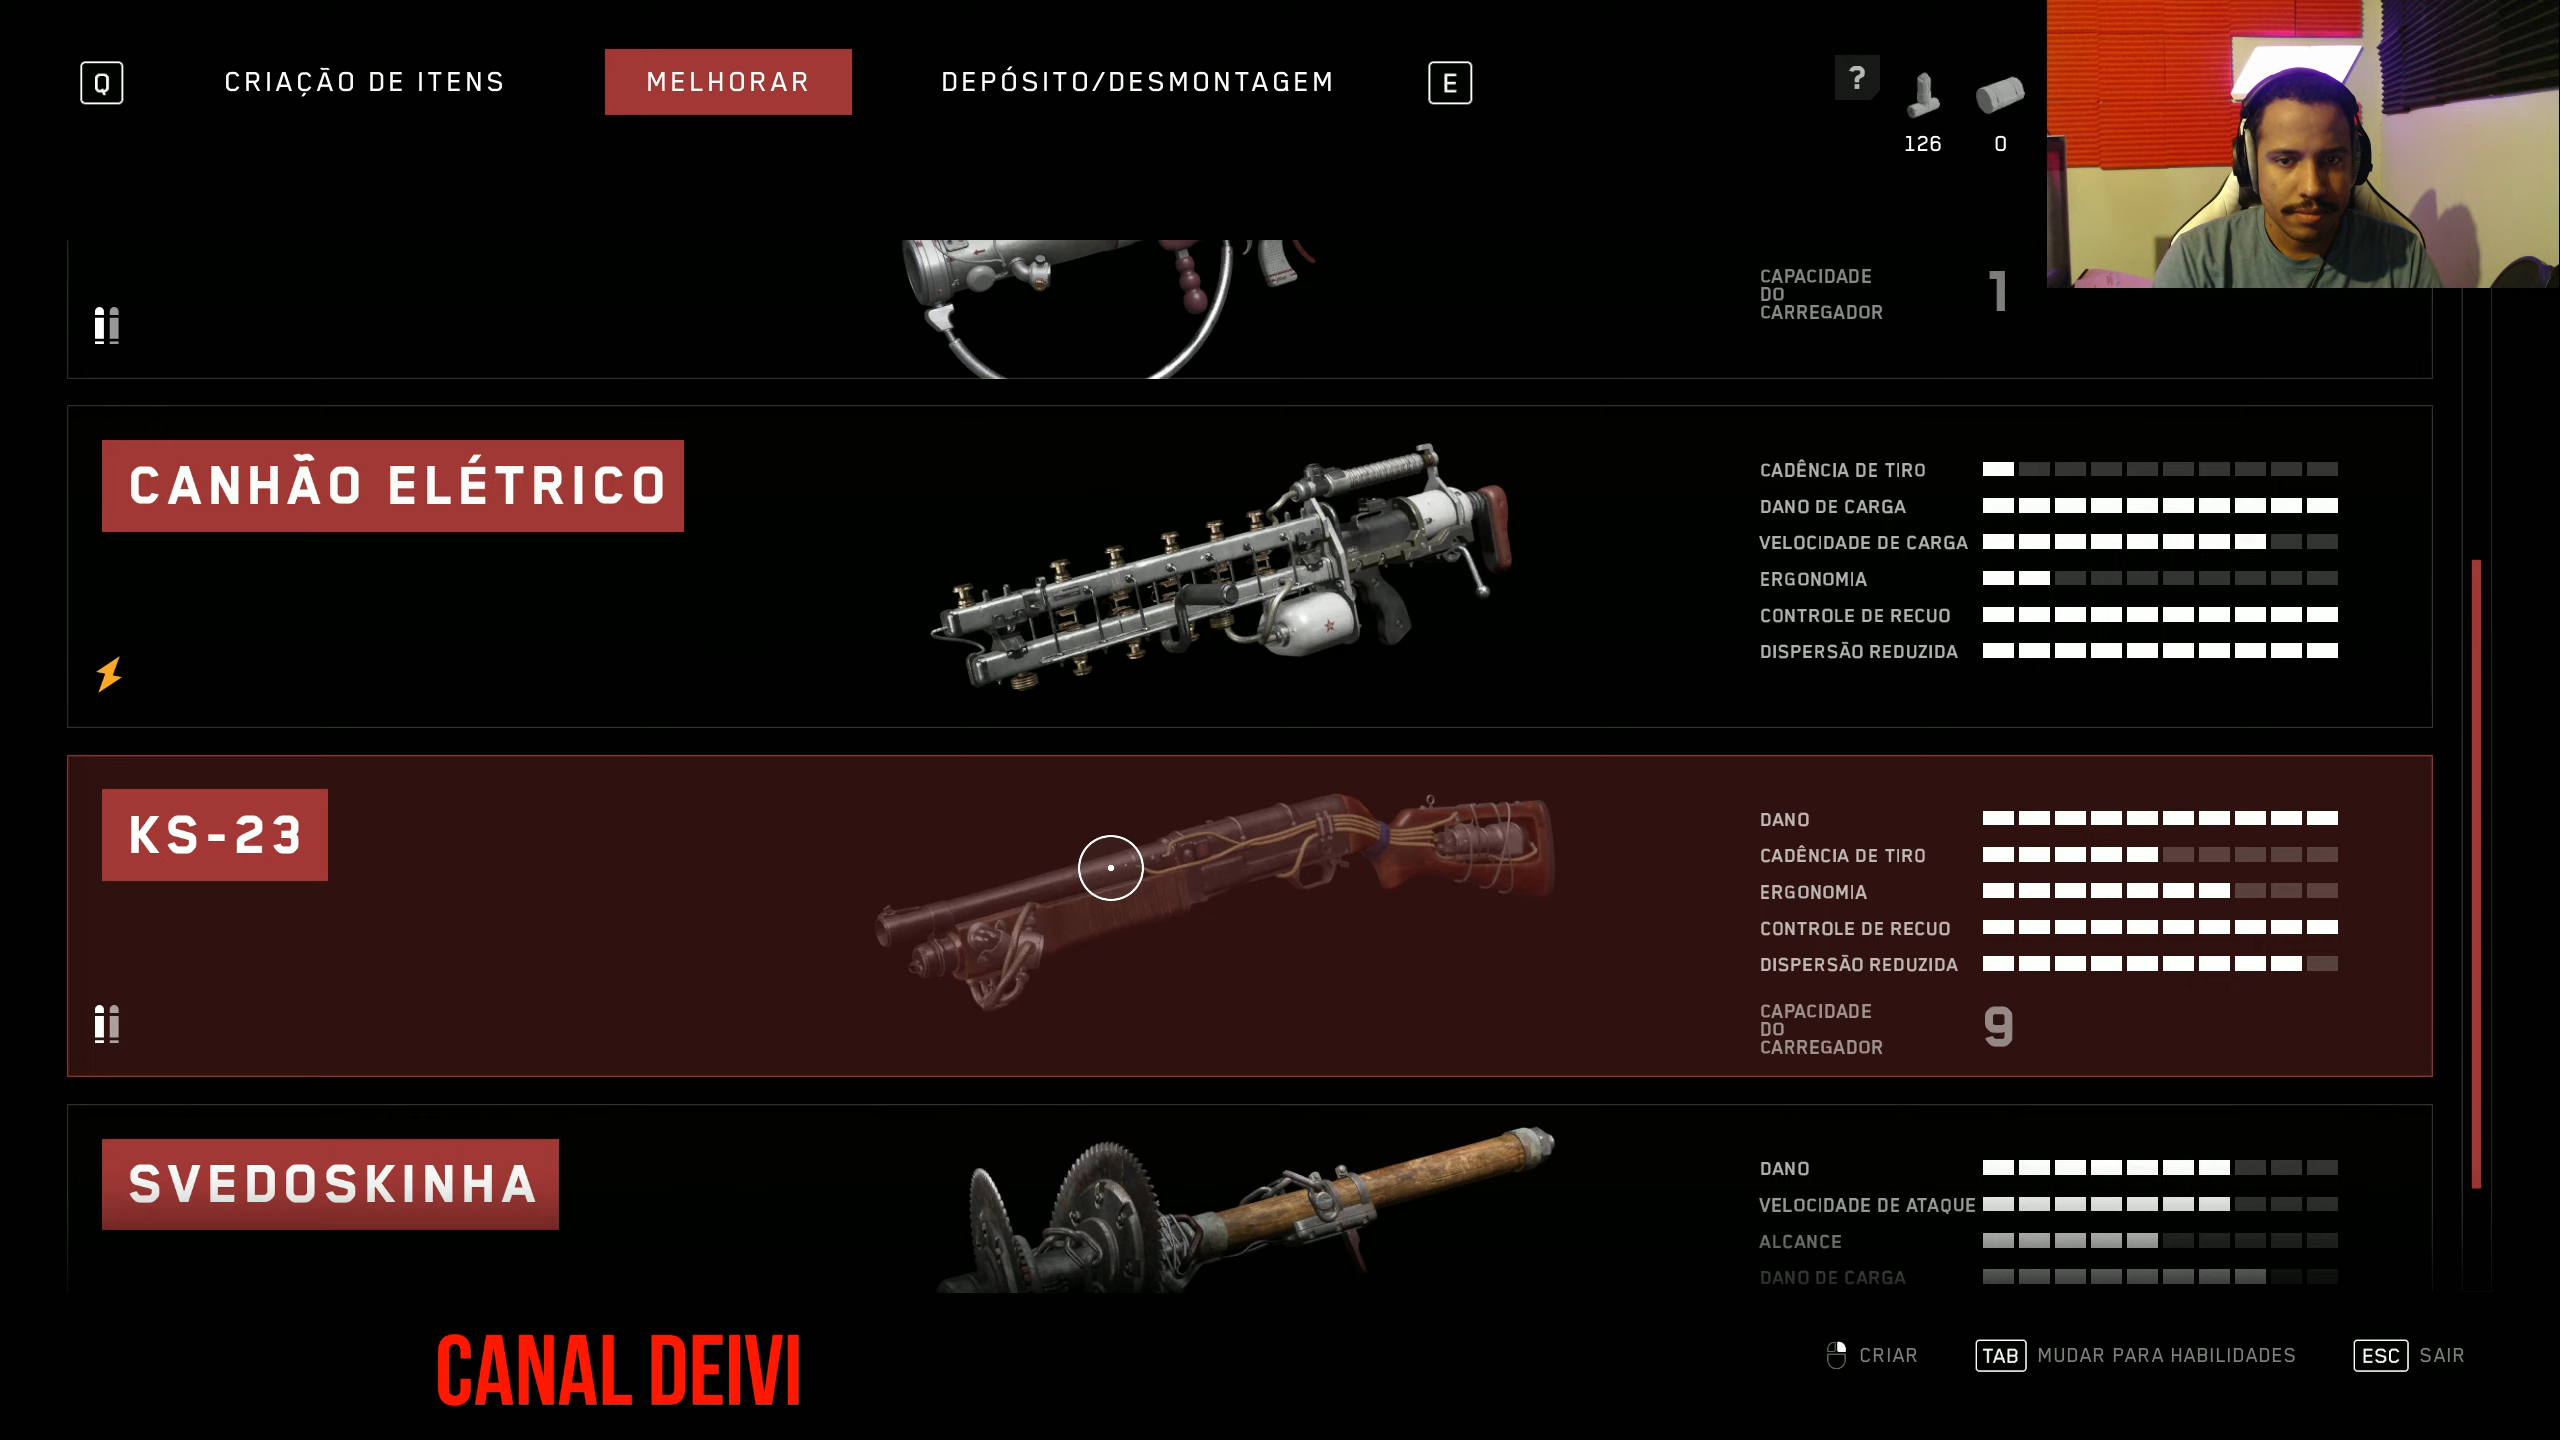 Q CRIAÇÃO DE ITENS MELHORAR DEPÓSITO/DESMONTAGEM E ?
126 0
CAPACIDADE
DO
CARREGADOR
1
CANHÃO ELÉTRICO
CADÊNCIA DE TIRO
DANO DE CARGA
VELOCIDADE DE CARGA
ERGONOMIA
CONTROLE DE RECUO
DISPERSÃO REDUZIDA
KS-23
DANO
CADÊNCIA DE TIRO
ERGONOMIA
CONTROLE DE RECUO
DISPERSÃO REDUZIDA
CAPACIDADE
DO
CARREGADOR
9
SVEDOSKINHA
DANO
VELOCIDADE DE ATAQUE
ALCANCE
DANO DE CARGA
CANAL DEIVI
CRIAR TAB MUDAR PARA HABILIDADES ESC SAIR